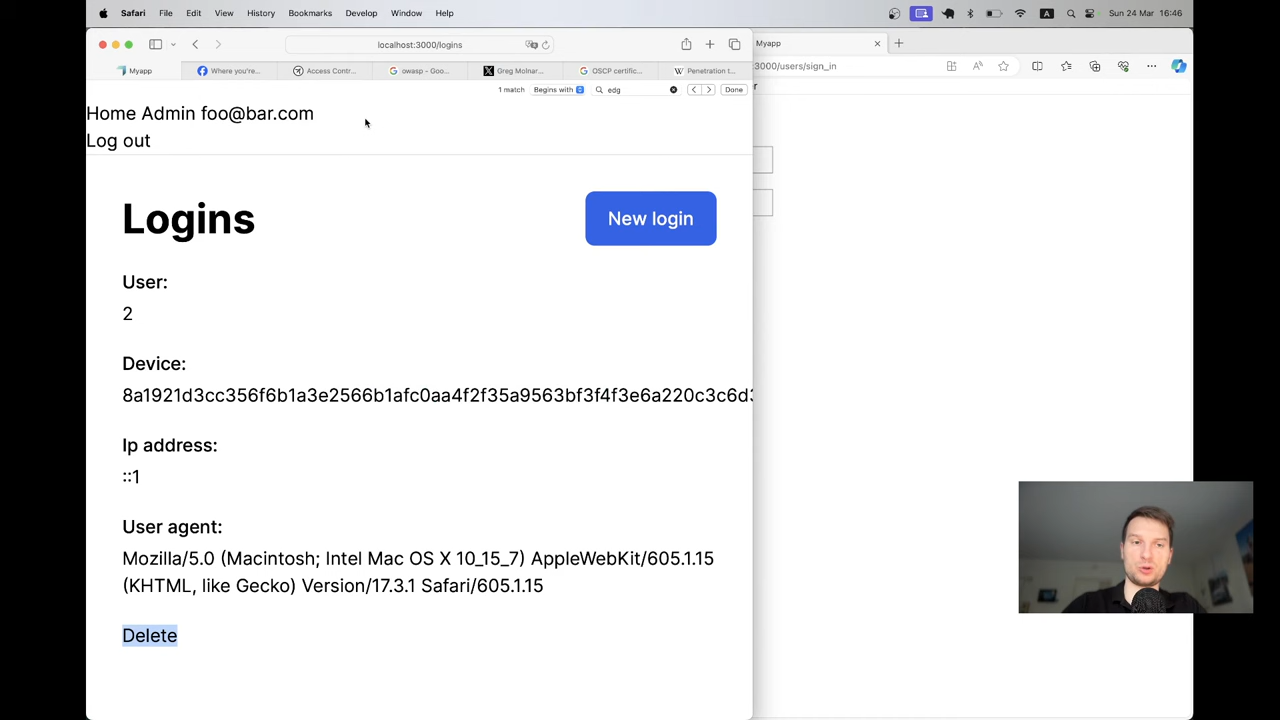 Safari File Edit View History Bookmarks Develop Window Help A Sun 24 Mar 16:46
localhost:3000/logins
Myapp
:3000/users/sign_in
Myapp Where you're... Access Contr... owasp - Goo... Greg Molnar... OSCP certific... Penetration t...
1 match Begins with edg Done
Home Admin foo@bar.com
Log out
Logins
New login
User:
2
Device:
8a1921d3cc356f6b1a3e2566b1afc0aa4f2f35a9563bf3f4f3e6a220c3c6d3
Ip address:
::1
User agent:
Mozilla/5.0 (Macintosh; Intel Mac OS X 10_15_7) AppleWebKit/605.1.15
(KHTML, like Gecko) Version/17.3.1 Safari/605.1.15
Delete